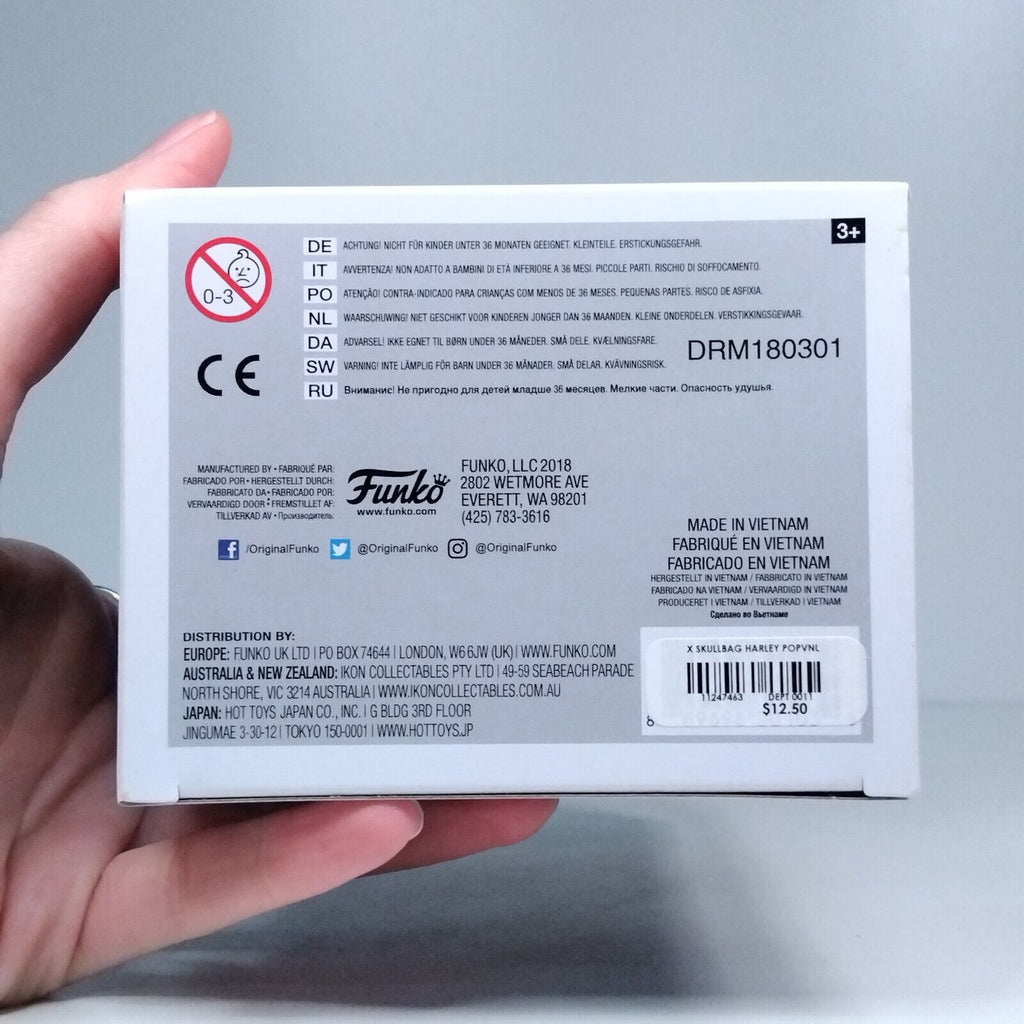 3+
0-3
DE ACHTUNG! NICHT FÜR KINDER UNTER 36 MONATEN GEEIGNET. KLEINTEILE. ERSTICKUNGSGEFAHR.
IT AVVERTENZA! NON ADATTO A BAMBINI DI ETÀ INFERIORE A 36 MESI. PICCOLE PARTI. RISCHIO DI SOFFOCAMENTO.
PO ATENÇÃO! CONTRA-INDICADO PARA CRIANÇAS COM MENOS DE 36 MESES. PEQUENAS PARTES. RISCO DE ASFIXIA.
NL WAARSCHUWING! NIET GESCHIKT VOOR KINDEREN JONGER DAN 36 MAANDEN. KLEINE ONDERDELEN. VERSTIKKINGSGEVAAR.
DA ADVARSEL! IKKE EGNET TIL BØRN UNDER 36 MÅNEDER. SMÅ DELE. KVÆLNINGSFARE.
SW VARNING! INTE LÄMPLIG FÖR BARN UNDER 36 MÅNADER. SMÅ DELAR. KVÄVNINGSRISK.
RU Внимание! Не пригодно для детей младше 36 месяцев. Мелкие части. Опасность удушья.
DRM180301
CE
MANUFACTURED BY • FABRIQUÉ PAR:
FABRICADO POR • HERGESTELLT DURCH:
FABBRICATO DA • FABRICADO POR:
VERVAARDIGD DOOR • FREMSTILLET AF:
TILLVERKAD AV • Производитель:
Funko
www.funko.com
FUNKO, LLC 2018
2802 WETMORE AVE
EVERETT, WA 98201
(425) 783-3616
/OriginalFunko @OriginalFunko @OriginalFunko
MADE IN VIETNAM
FABRIQUÉ EN VIETNAM
FABRICADO EN VIETNAM
HERGESTELLT IN VIETNAM / FABBRICATO IN VIETNAM
FABRICADO NA VIETNAM / VERVAARDIGD IN VIETNAM
PRODUCERET I VIETNAM / TILLVERKAD I VIETNAM
Сделано во Вьетнаме
DISTRIBUTION BY:
EUROPE: FUNKO UK LTD | PO BOX 74644 | LONDON, W6 6JW (UK) | WWW.FUNKO.COM
AUSTRALIA & NEW ZEALAND: IKON COLLECTABLES PTY LTD | 49-59 SEABEACH PARADE
NORTH SHORE, VIC 3214 AUSTRALIA | WWW.IKONCOLLECTABLES.COM.AU
JAPAN: HOT TOYS JAPAN CO., INC. | G BLDG 3RD FLOOR
JINGUMAE 3-30-12 | TOKYO 150-0001 | WWW.HOTTOYS.JP
X SKULLBAG HARLEY POPVNL
11247463 DEPT 0011
$12.50